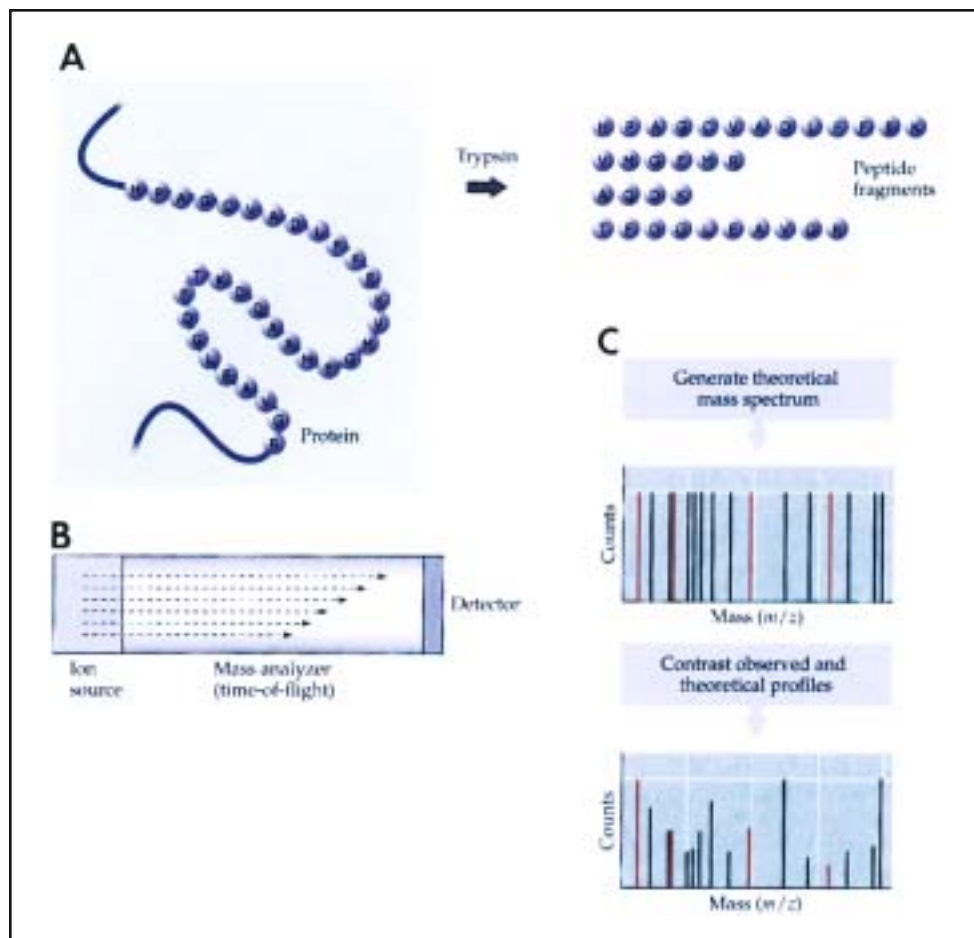 A
Trypsin
Peptide
fragments
Protein
B
Detector
Ion
source
Mass analyzer
(time-of-flight)
C
Generate theoretical
mass spectrum
Counts
Mass (m/z)
Contrast observed and
theoretical profiles
Counts
Mass (m/z)